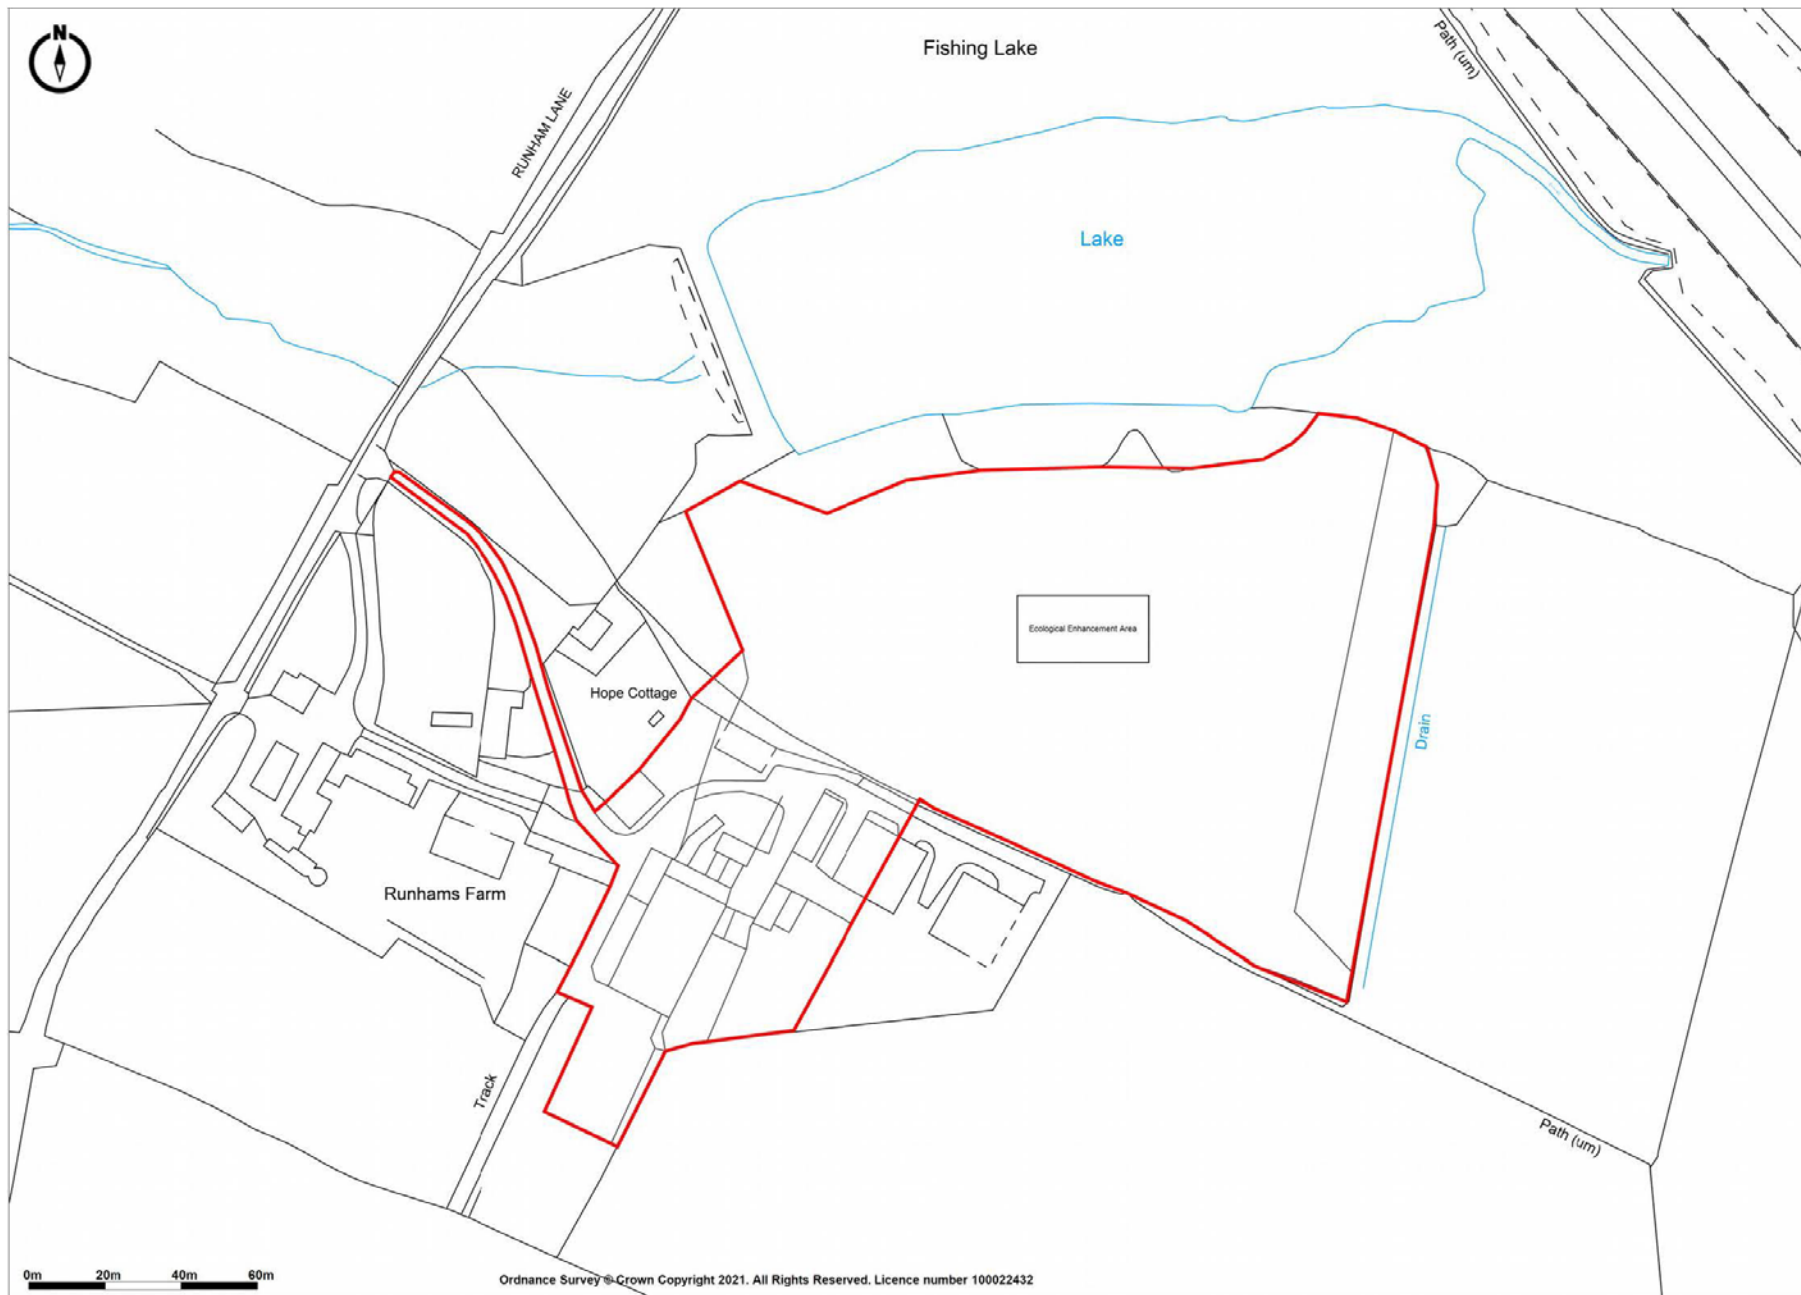 N
Fishing Lake
Path (um)
RUNHAM LANE
Lake
Ecological Enhancement Area
Hope Cottage
Drain
Runhams Farm
Track
Path (um)
0m 20m 40m 60m
Ordnance Survey © Crown Copyright 2021. All Rights Reserved. Licence number 100022432